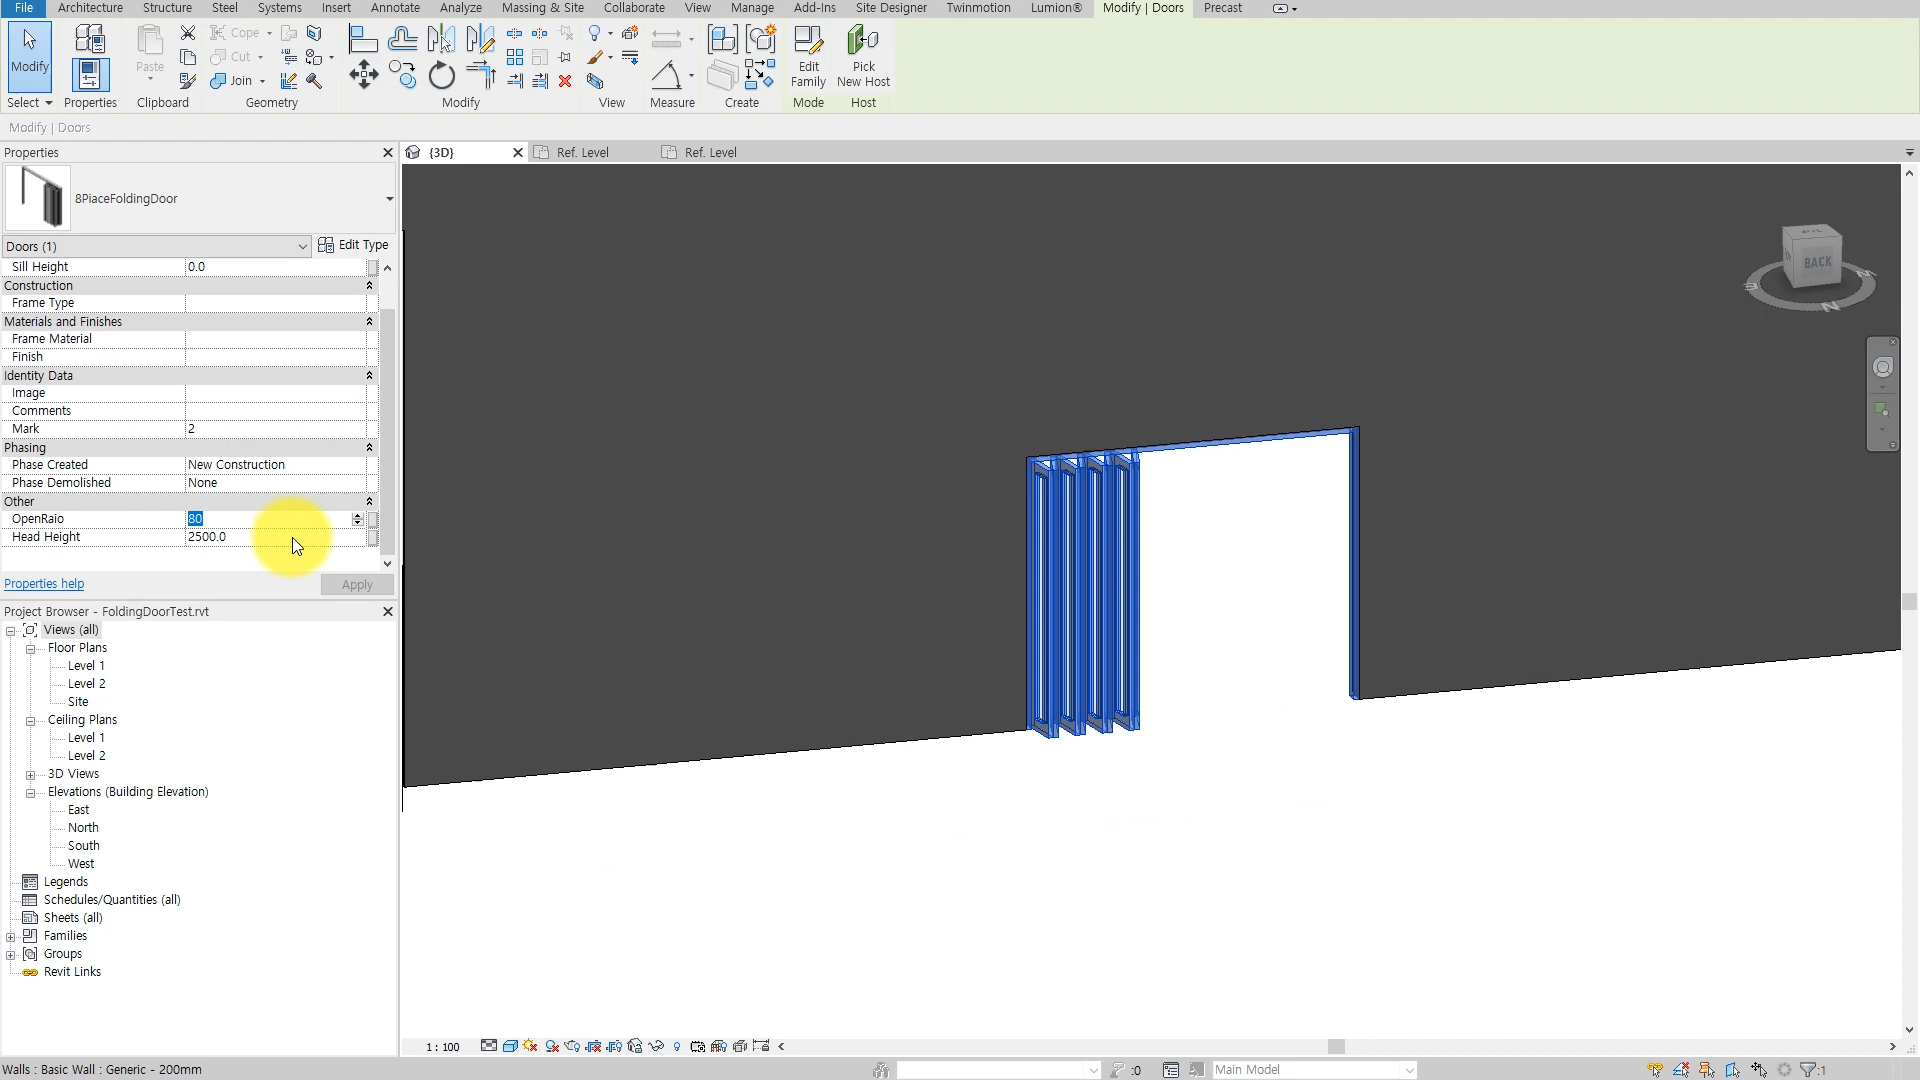 File Architecture Structure Steel Systems Insert Annotate Analyze Massing & Site Collaborate View Manage Add-Ins Site Designer Twinmotion Lumion® Modify | Doors Precast
Modify
Paste
Cope
Cut
Join
Edit Family
Pick New Host
Select Properties Clipboard Geometry Modify View Measure Create Mode Host
Modify | Doors
Properties
{3D} Ref. Level Ref. Level
8PiaceFoldingDoor
Doors (1) Edit Type
Sill Height 0.0
Construction
Frame Type
Materials and Finishes
Frame Material
Finish
Identity Data
Image
Comments
Mark 2
Phasing
Phase Created New Construction
Phase Demolished None
Other
OpenRaio 80
Head Height 2500.0
Properties help Apply
Project Browser - FoldingDoorTest.rvt
Views (all)
Floor Plans
Level 1
Level 2
Site
Ceiling Plans
Level 1
Level 2
3D Views
Elevations (Building Elevation)
East
North
South
West
Legends
Schedules/Quantities (all)
Sheets (all)
Families
Groups
Revit Links
BACK
1 : 100
Walls : Basic Wall : Generic - 200mm
:0
Main Model
:1